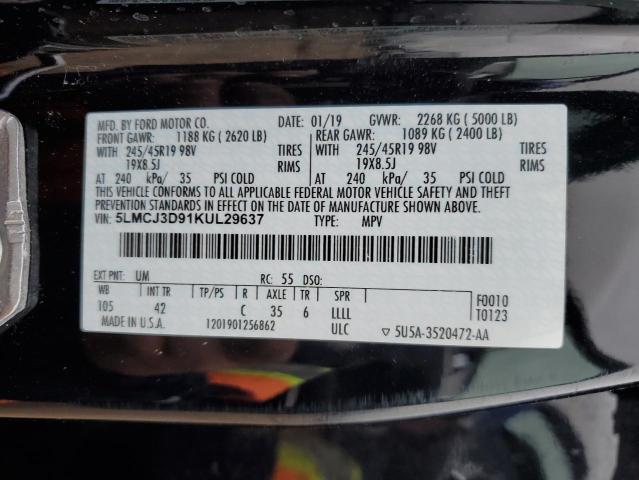 MFD. BY FORD MOTOR CO. DATE: 01/19 GVWR: 2268 KG ( 5000 LB)
FRONT GAWR: 1188 KG ( 2620 LB) REAR GAWR: 1089 KG ( 2400 LB)
WITH 245/45R19 98V TIRES WITH 245/45R19 98V TIRES
19X8.5J RIMS 19X8.5J RIMS
AT 240 kPa/ 35 PSI COLD AT 240 kPa/ 35 PSI COLD
THIS VEHICLE CONFORMS TO ALL APPLICABLE FEDERAL MOTOR VEHICLE SAFETY AND THEFT
PREVENTION STANDARDS IN EFFECT ON THE DATE OF MANUFACTURE SHOWN ABOVE.
VIN: 5LMCJ3D91KUL29637 TYPE: MPV
EXT PNT: UM RC: 55 DSO:
WB INT TR TP/PS R AXLE TR SPR F0010
105 42 C 35 6 LLLL T0123
MADE IN U.S.A. 1201901256862 ULC ▽ 5U5A-3520472-AA